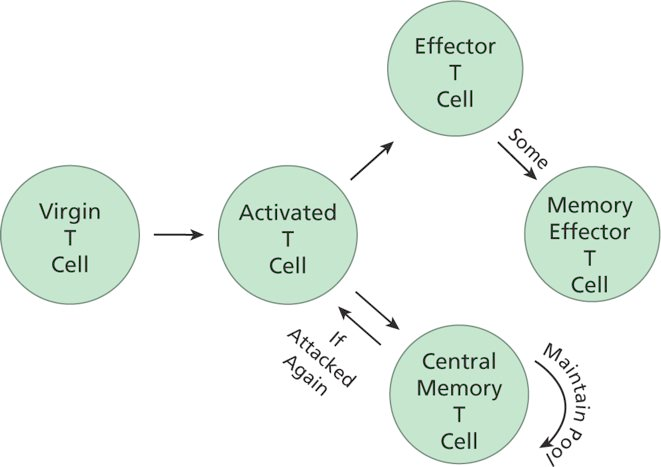 Effector
T
Cell
Some
Virgin
T
Cell
Activated
T
Cell
Memory
Effector
T
Cell
If
Attacked
Again
Central
Memory
T
Cell
Maintain Pool